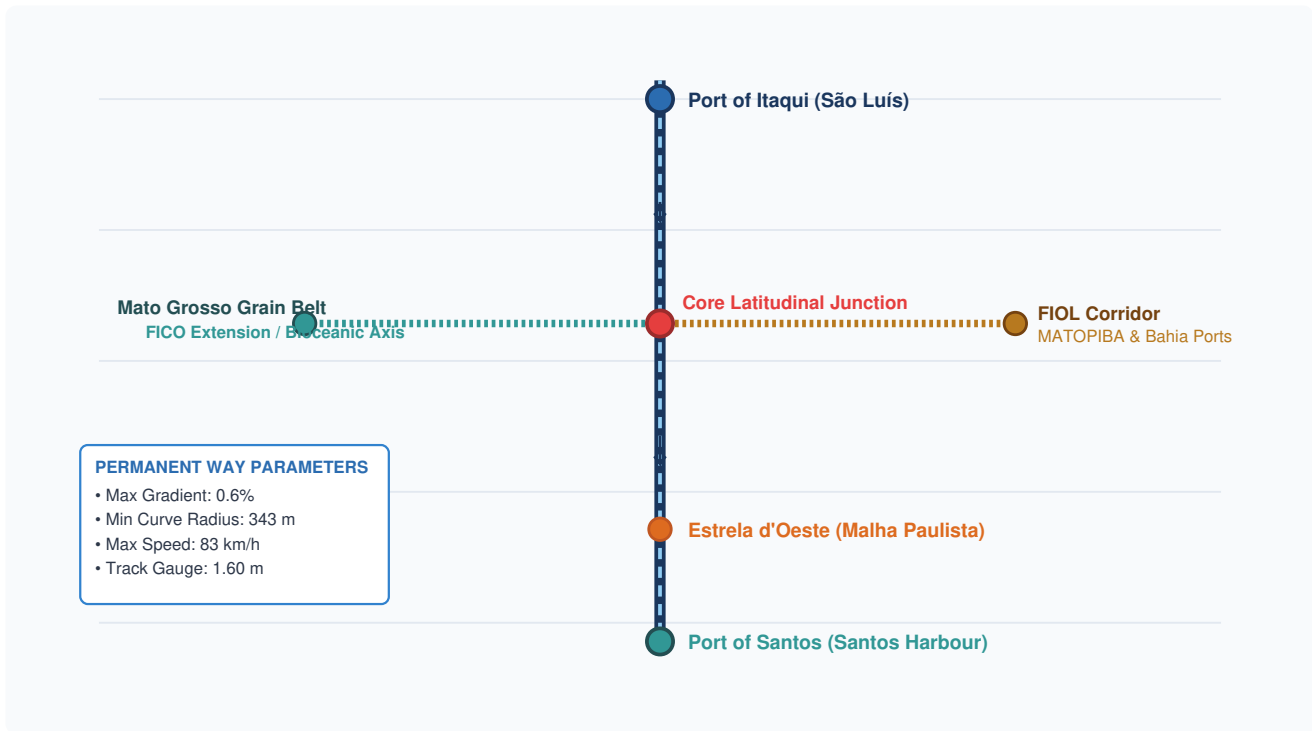 Port of Itaqui (São Luís)
Mato Grosso Grain Belt
FICO Extension / Bioceanic Axis
Core Latitudinal Junction
FIOL Corridor
MATOPIBA & Bahia Ports
PERMANENT WAY PARAMETERS
• Max Gradient: 0.6%
• Min Curve Radius: 343 m
• Max Speed: 83 km/h
• Track Gauge: 1.60 m
Estrela d'Oeste (Malha Paulista)
Port of Santos (Santos Harbour)